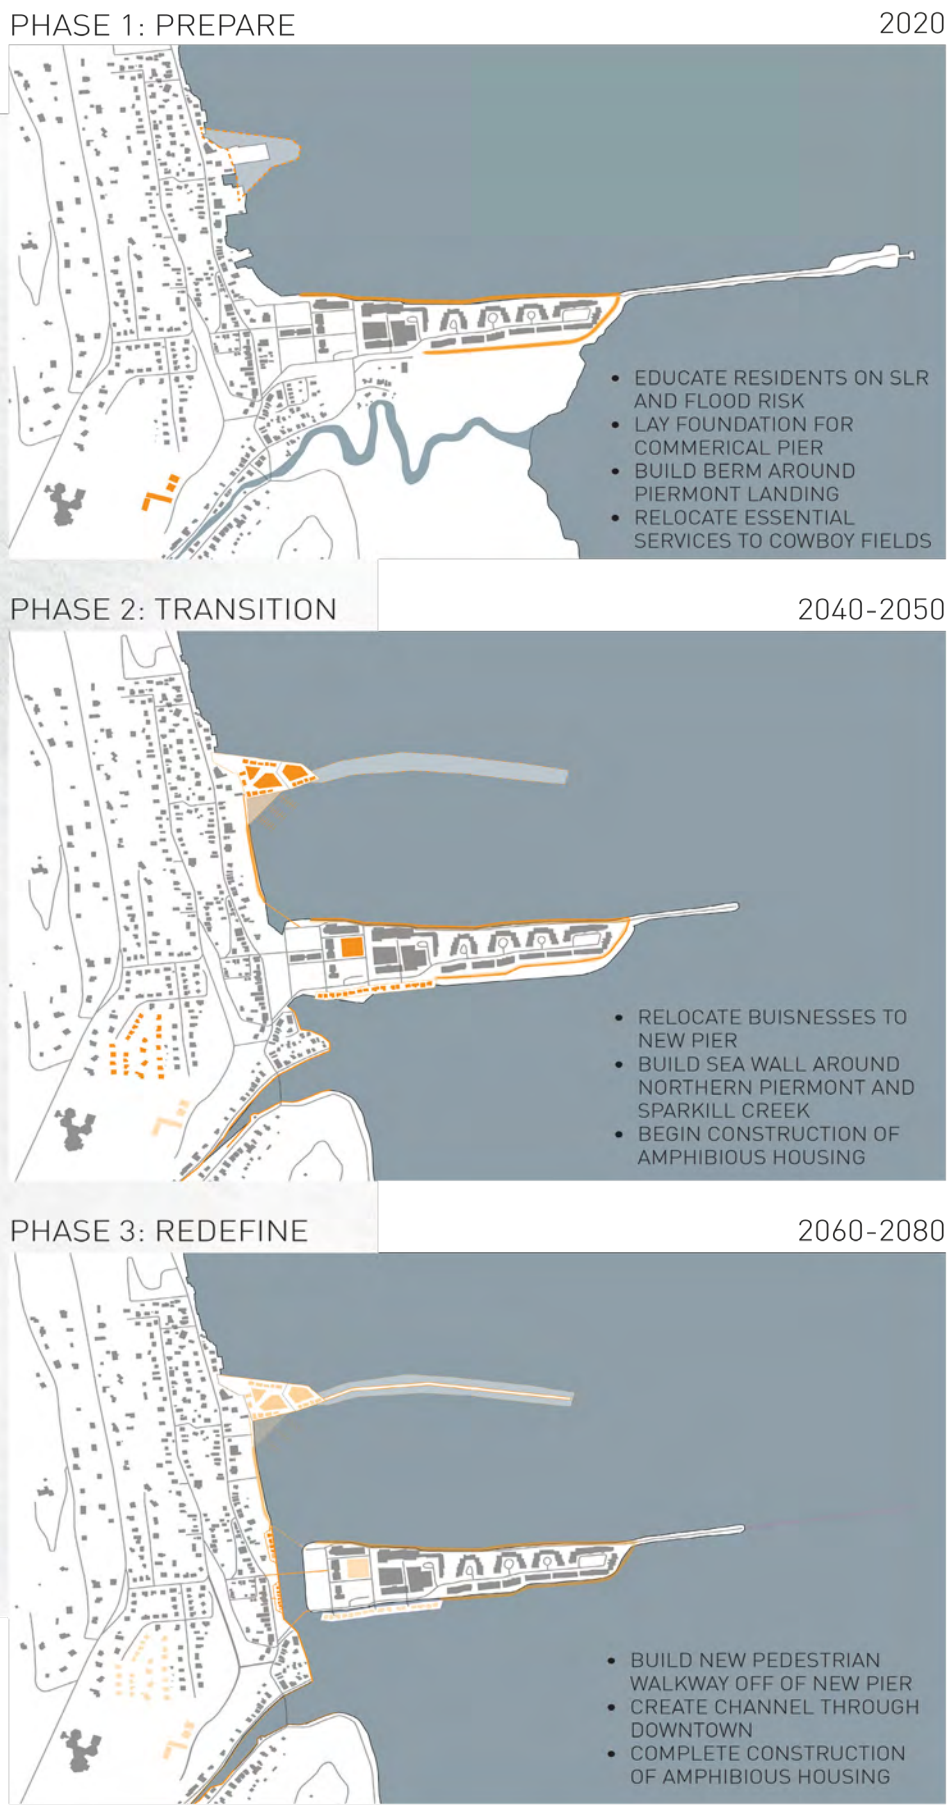 PHASE 1: PREPARE 2020
• EDUCATE RESIDENTS ON SLR
AND FLOOD RISK
• LAY FOUNDATION FOR
COMMERICAL PIER
• BUILD BERM AROUND
PIERMONT LANDING
• RELOCATE ESSENTIAL
SERVICES TO COWBOY FIELDS
PHASE 2: TRANSITION 2040-2050
• RELOCATE BUISNESSES TO
NEW PIER
• BUILD SEA WALL AROUND
NORTHERN PIERMONT AND
SPARKILL CREEK
• BEGIN CONSTRUCTION OF
AMPHIBIOUS HOUSING
PHASE 3: REDEFINE 2060-2080
• BUILD NEW PEDESTRIAN
WALKWAY OFF OF NEW PIER
• CREATE CHANNEL THROUGH
DOWNTOWN
• COMPLETE CONSTRUCTION
OF AMPHIBIOUS HOUSING